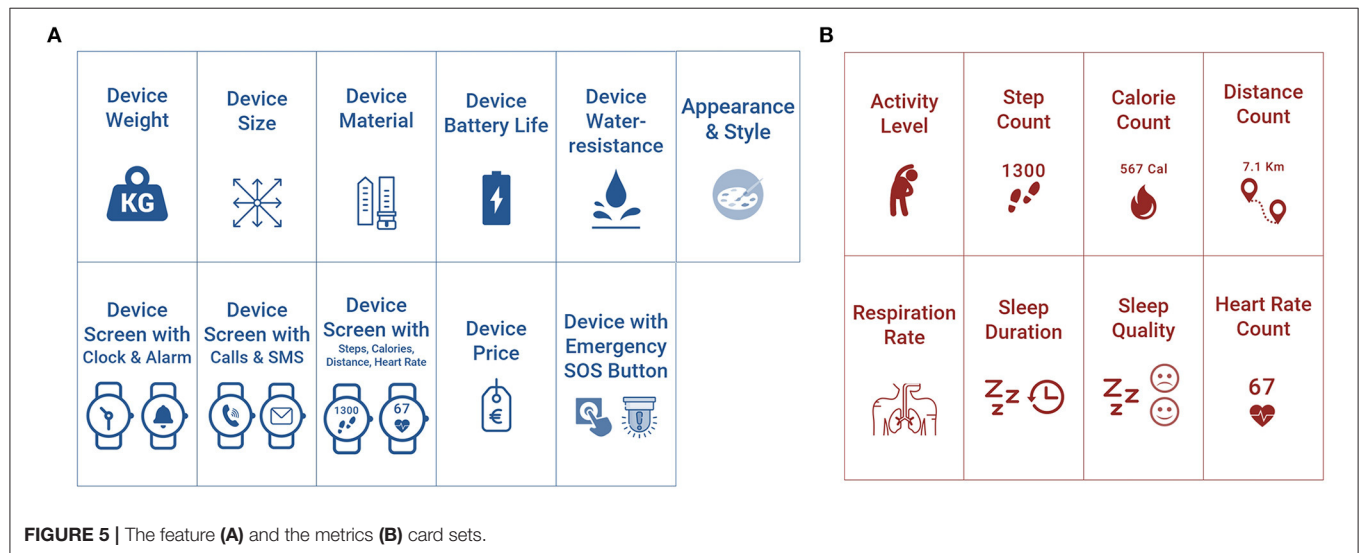 A
Device
Weight
KG
Device
Size
Device
Material
Device
Battery Life
Device
Water-
resistance
Appearance
& Style
Device
Screen with
Clock & Alarm
Device
Screen with
Calls & SMS
Device
Screen with
Steps, Calories,
Distance, Heart Rate
1300
67
Device
Price
€
Device with
Emergency
SOS Button
B
Activity
Level
Step
Count
1300
Calorie
Count
567 Cal
Distance
Count
7.1 Km
Respiration
Rate
Sleep
Duration
Zzz
Sleep
Quality
Zzz
Heart Rate
Count
67
FIGURE 5 | The feature (A) and the metrics (B) card sets.